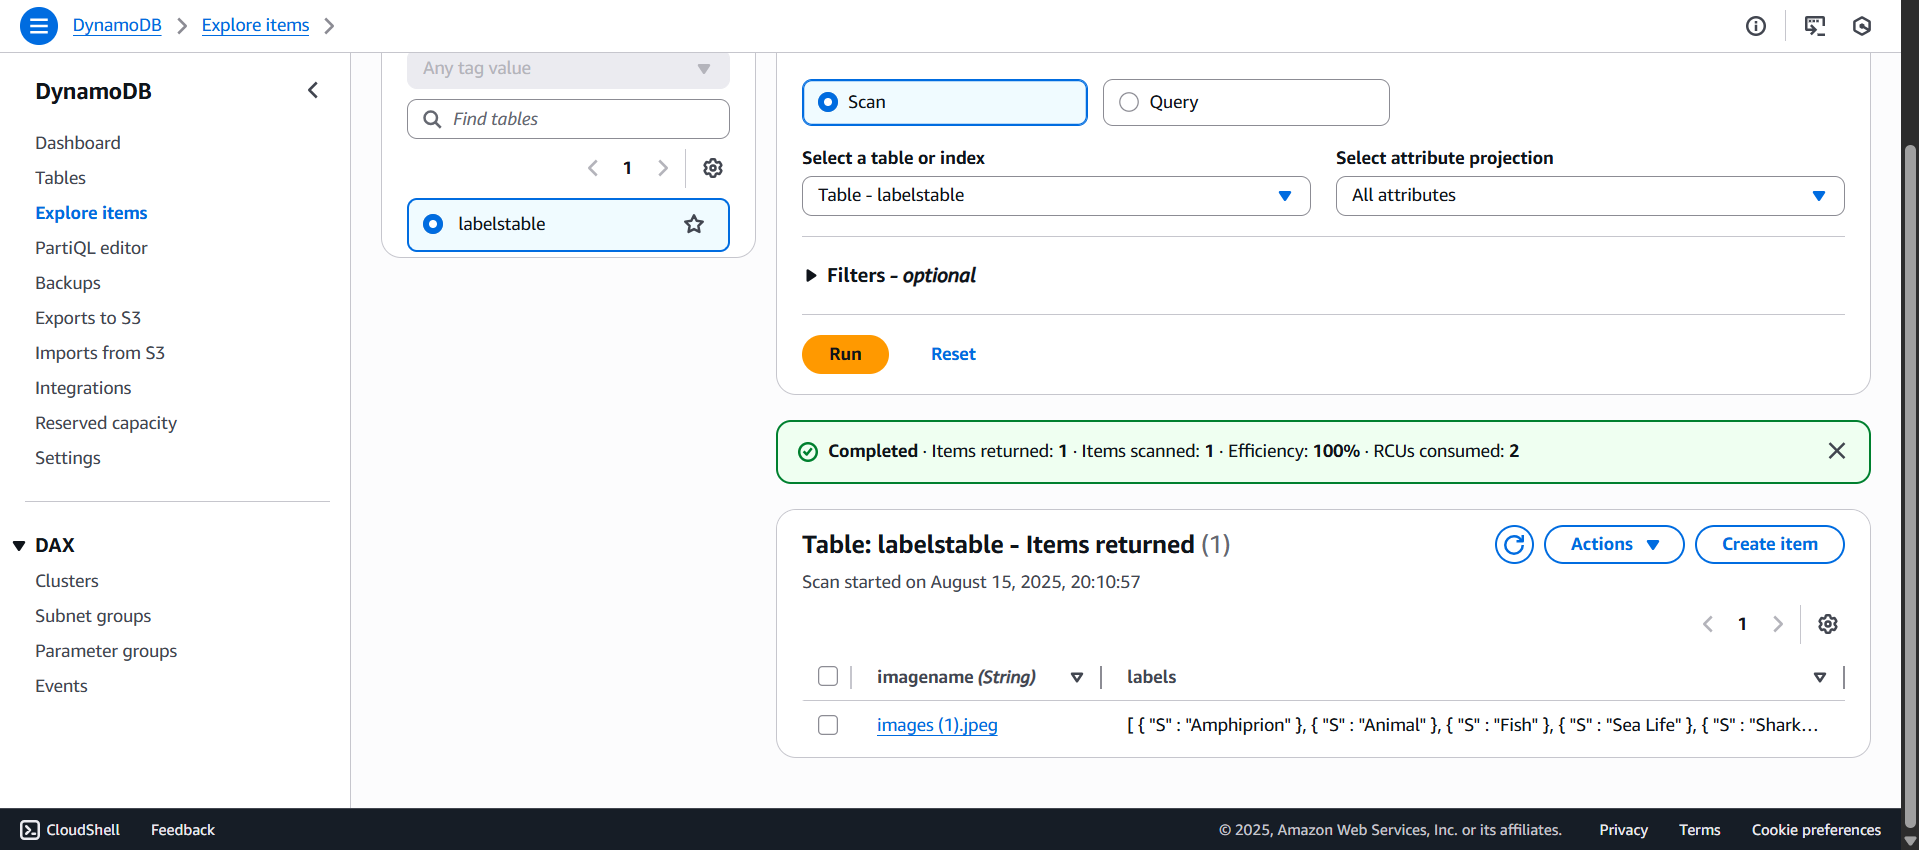 DynamoDB
Explore items
DynamoDB
Dashboard
Tables
Explore items
PartiQL editor
Backups
Exports to S3
Imports from S3
Integrations
Reserved capacity
Settings
DAX
Clusters
Subnet groups
Parameter groups
Events
Any tag value
Find tables
1
labelstable
Scan
Query
Select a table or index
Select attribute projection
Table - labelstable
All attributes
Filters - optional
Run
Reset
Completed · Items returned: 1 · Items scanned: 1 · Efficiency: 100% · RCUs consumed: 2
Table: labelstable - Items returned (1)
Actions
Create item
Scan started on August 15, 2025, 20:10:57
1
imagename (String)
labels
images (1).jpeg
[ { "S" : "Amphiprion" }, { "S" : "Animal" }, { "S" : "Fish" }, { "S" : "Sea Life" }, { "S" : "Shark...
CloudShell
Feedback
© 2025, Amazon Web Services, Inc. or its affiliates.
Privacy
Terms
Cookie preferences